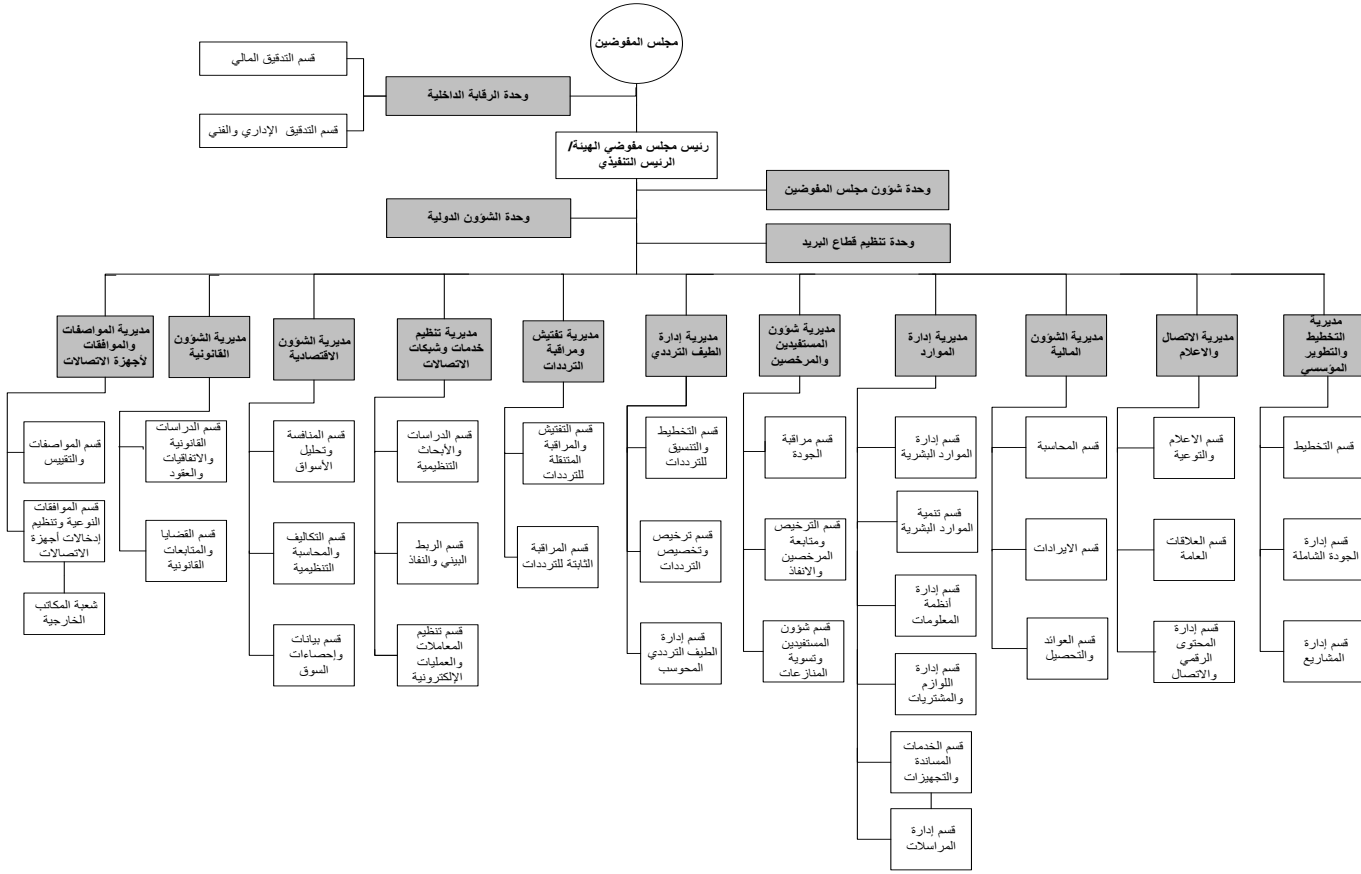 مجلس المفوضين
قسم التدقيق المالي
وحدة الرقابة الداخلية
قسم التدقيق الإداري والفني
رئيس مجلس مفوضي الهيئة/
الرئيس التنفيذي
وحدة شؤون مجلس المفوضين
وحدة الشؤون الدولية
وحدة تنظيم قطاع البريد
مديرية
التخطيط
والتطوير
المؤسسي
مديرية الاتصال
والاعلام
مديرية الشؤون
المالية
مديرية إدارة
الموارد
مديرية شؤون
المستفيدين
والمرخصين
مديرية إدارة
الطيف الترددي
مديرية تفتيش
ومراقبة
الترددات
مديرية تنظيم
خدمات وشبكات
الاتصالات
مديرية الشؤون
الاقتصادية
مديرية الشؤون
القانونية
مديرية المواصفات
والموافقات
لأجهزة الاتصالات
قسم التخطيط
قسم إدارة
الجودة الشاملة
قسم إدارة
المشاريع
قسم الاعلام
والتوعية
قسم العلاقات
العامة
قسم إدارة
المحتوى
الرقمي
والاتصال
قسم المحاسبة
قسم الايرادات
قسم العوائد
والتحصيل
قسم إدارة
الموارد البشرية
قسم تنمية
الموارد البشرية
قسم إدارة
أنظمة
المعلومات
قسم إدارة
اللوازم
والمشتريات
قسم الخدمات
المساندة
والتجهيزات
قسم إدارة
المراسلات
قسم مراقبة
الجودة
قسم الترخيص
ومتابعة
المرخصين
والانفاذ
قسم شؤون
المستفيدين
وتسوية
المنازعات
قسم التخطيط
والتنسيق
للترددات
قسم ترخيص
وتخصيص
الترددات
قسم إدارة
الطيف الترددي
المحوسب
قسم التفتيش
والمراقبة
المتنقلة
للترددات
قسم المراقبة
الثابتة للترددات
قسم الدراسات
والأبحاث
التنظيمية
قسم الربط
البيني والنفاذ
قسم تنظيم
المعاملات
والعمليات
الإلكترونية
قسم المنافسة
وتحليل
الأسواق
قسم التكاليف
والمحاسبة
التنظيمية
قسم بيانات
وإحصاءات
السوق
قسم الدراسات
القانونية
والاتفاقيات
والعقود
قسم القضايا
والمتابعات
القانونية
قسم المواصفات
والتقييس
قسم الموافقات
النوعية وتنظيم
إدخالات أجهزة
الاتصالات
شعبة المكاتب
الخارجية